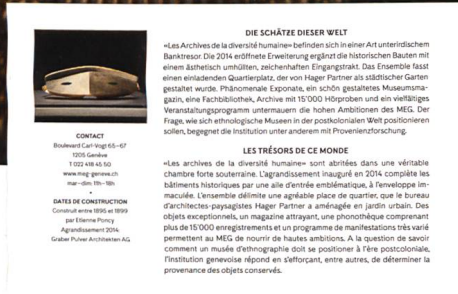 DIE SCHÄTZE DIESER WELT
«Les Archives de la diversité humaine» befinden sich in einer Art unterirdischem
Banktresor. Die 2014 eröffnete Erweiterung ergänzt die historischen Bauten mit
einem ästhetisch umhüllten, zeichenhaften Eingangstrakt. Das Ensemble fasst
einen einladenden Quartierplatz, der von Hager Partner als städtischer Garten
gestaltet wurde. Phänomenale Exponate, ein schön gestaltetes Museumsma-
gazin, eine Fachbibliothek, Archive mit 15'000 Hörproben und ein vielfältiges
Veranstaltungsprogramm untermauern die hohen Ambitionen des MEG. Der
Frage, wie sich ethnologische Museen in der postkolonialen Welt positionieren
sollen, begegnet die Institution unter anderem mit Provenienzforschung.
LES TRÉSORS DE CE MONDE
«Les archives de la diversité humaine» sont abritées dans une véritable
chambre forte souterraine. L'agrandissement inauguré en 2014 complète les
bâtiments historiques par une aile d'entrée emblématique, à l'enveloppe im-
maculée. L'ensemble délimite une agréable place de quartier, que le bureau
d'architectes-paysagistes Hager Partner a aménagée en jardin urbain. Des
objets exceptionnels, un magazine attrayant, une phonothèque comprenant
plus de 15'000 enregistrements et un programme de manifestations très varié
permettent au MEG de nourrir de hautes ambitions. A la question de savoir
comment un musée d'ethnographie doit se positionner à l'ère postcoloniale,
l'institution genevoise répond en s'efforçant, entre autres, de déterminer la
provenance des objets conservés.
CONTACT
Boulevard Carl-Vogt 65–67
1205 Genève
T 022 418 45 50
www.meg-geneve.ch
mar–dim: 11h–18h
•
DATES DE CONSTRUCTION
Construit entre 1895 et 1899
par Etienne Poncy
Agrandissement 2014:
Graber Pulver Architekten AG